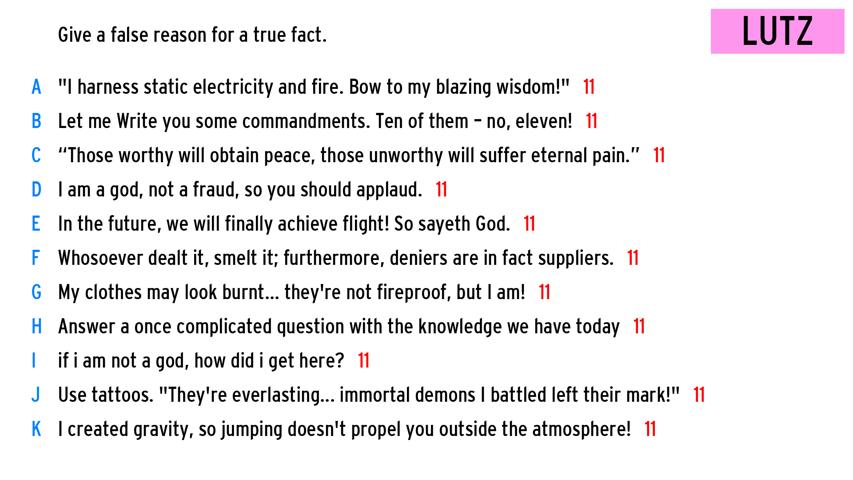 Give a false reason for a true fact.
LUTZ
A "I harness static electricity and fire. Bow to my blazing wisdom!" 11
B Let me Write you some commandments. Ten of them – no, eleven! 11
C “Those worthy will obtain peace, those unworthy will suffer eternal pain.” 11
D I am a god, not a fraud, so you should applaud. 11
E In the future, we will finally achieve flight! So sayeth God. 11
F Whosoever dealt it, smelt it; furthermore, deniers are in fact suppliers. 11
G My clothes may look burnt... they're not fireproof, but I am! 11
H Answer a once complicated question with the knowledge we have today 11
I if i am not a god, how did i get here? 11
J Use tattoos. "They're everlasting... immortal demons I battled left their mark!" 11
K I created gravity, so jumping doesn't propel you outside the atmosphere! 11